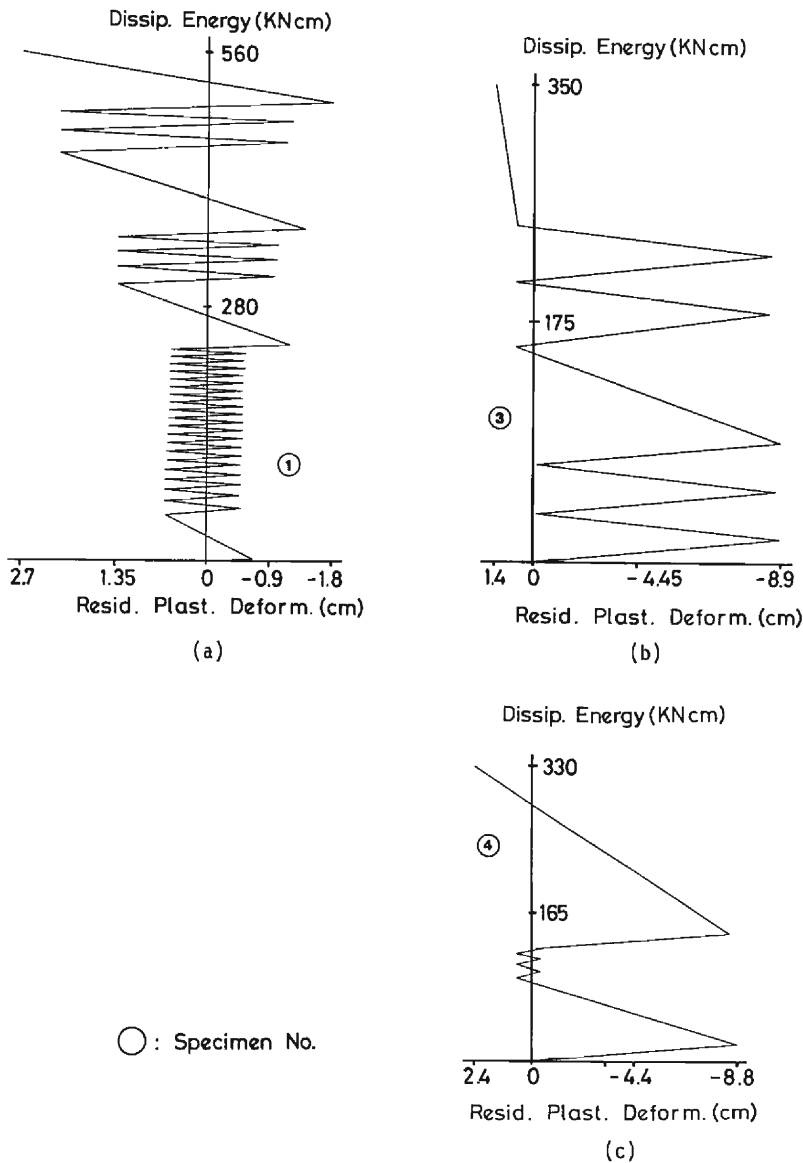 Dissip. Energy (KNcm)
560
280
①
2.7 1.35 0 -0.9 -1.8
Resid. Plast. Deform. (cm)
(a)
Dissip. Energy (KNcm)
350
175
③
1.4 0 -4.45 -8.9
Resid. Plast. Deform. (cm)
(b)
Dissip. Energy (KNcm)
330
④
165
2.4 0 -4.4 -8.8
Resid. Plast. Deform. (cm)
(c)
◯ : Specimen No.